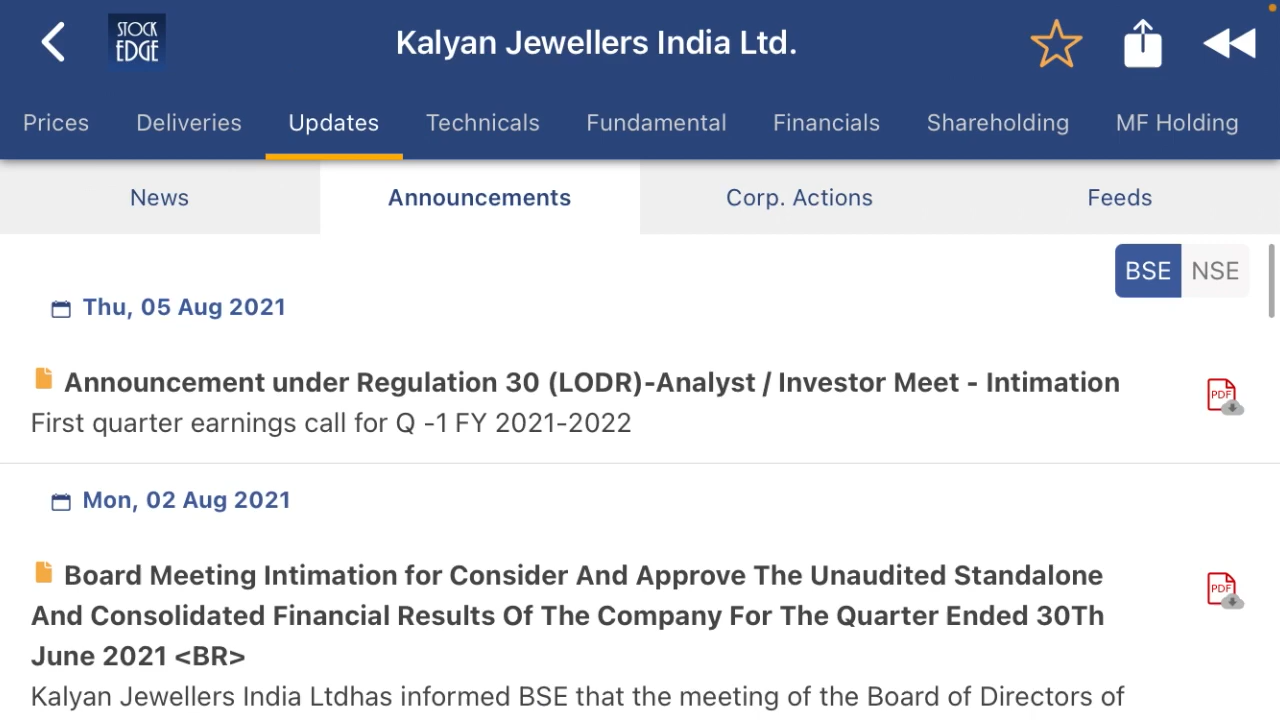 STOCK
EDGE
Kalyan Jewellers India Ltd.
Prices Deliveries Updates Technicals Fundamental Financials Shareholding MF Holding
News Announcements Corp. Actions Feeds
BSE NSE
Thu, 05 Aug 2021
Announcement under Regulation 30 (LODR)-Analyst / Investor Meet - Intimation
PDF
First quarter earnings call for Q -1 FY 2021-2022
Mon, 02 Aug 2021
Board Meeting Intimation for Consider And Approve The Unaudited Standalone
PDF
And Consolidated Financial Results Of The Company For The Quarter Ended 30Th
June 2021 <BR>
Kalyan Jewellers India Ltdhas informed BSE that the meeting of the Board of Directors of